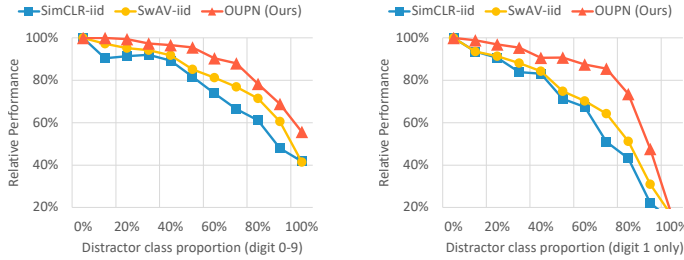 SimCLR-iid SwAV-iid OUPN (Ours)
Relative Performance
100%
80%
60%
40%
20%
0% 20% 40% 60% 80% 100%
Distractor class proportion (digit 0-9)
SimCLR-iid SwAV-iid OUPN (Ours)
Relative Performance
100%
80%
60%
40%
20%
0% 20% 40% 60% 80% 100%
Distractor class proportion (digit 1 only)